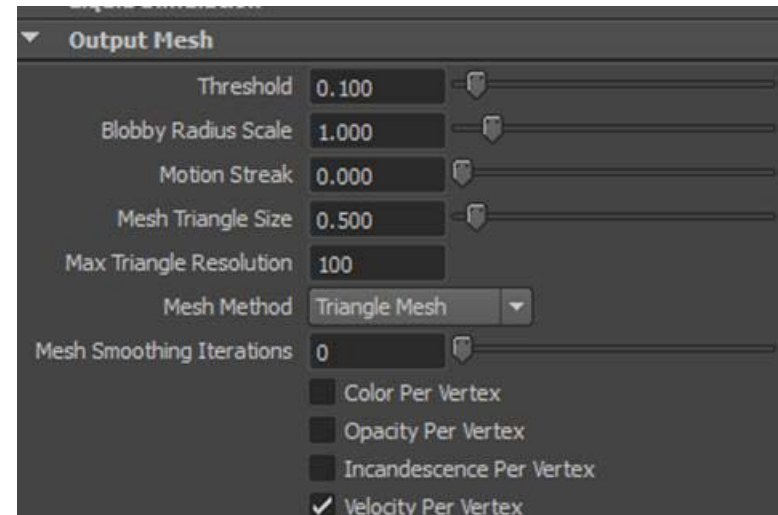 Output Mesh
Threshold 0.100
Blobby Radius Scale 1.000
Motion Streak 0.000
Mesh Triangle Size 0.500
Max Triangle Resolution 100
Mesh Method Triangle Mesh
Mesh Smoothing Iterations 0
Color Per Vertex
Opacity Per Vertex
Incandescence Per Vertex
Velocity Per Vertex